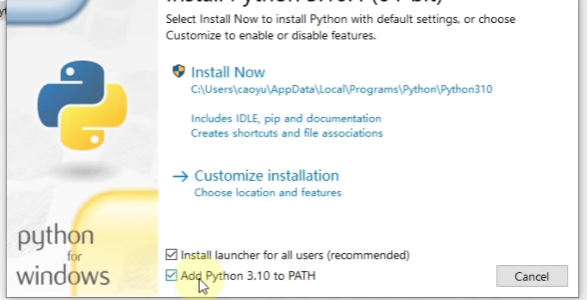 Select Install Now to install Python with default settings, or choose
Customize to enable or disable features.
Install Now
C:\Users\caoyu\AppData\Local\Programs\Python\Python310
Includes IDLE, pip and documentation
Creates shortcuts and file associations
Customize installation
Choose location and features
python
for
windows
Install launcher for all users (recommended)
Add Python 3.10 to PATH
Cancel